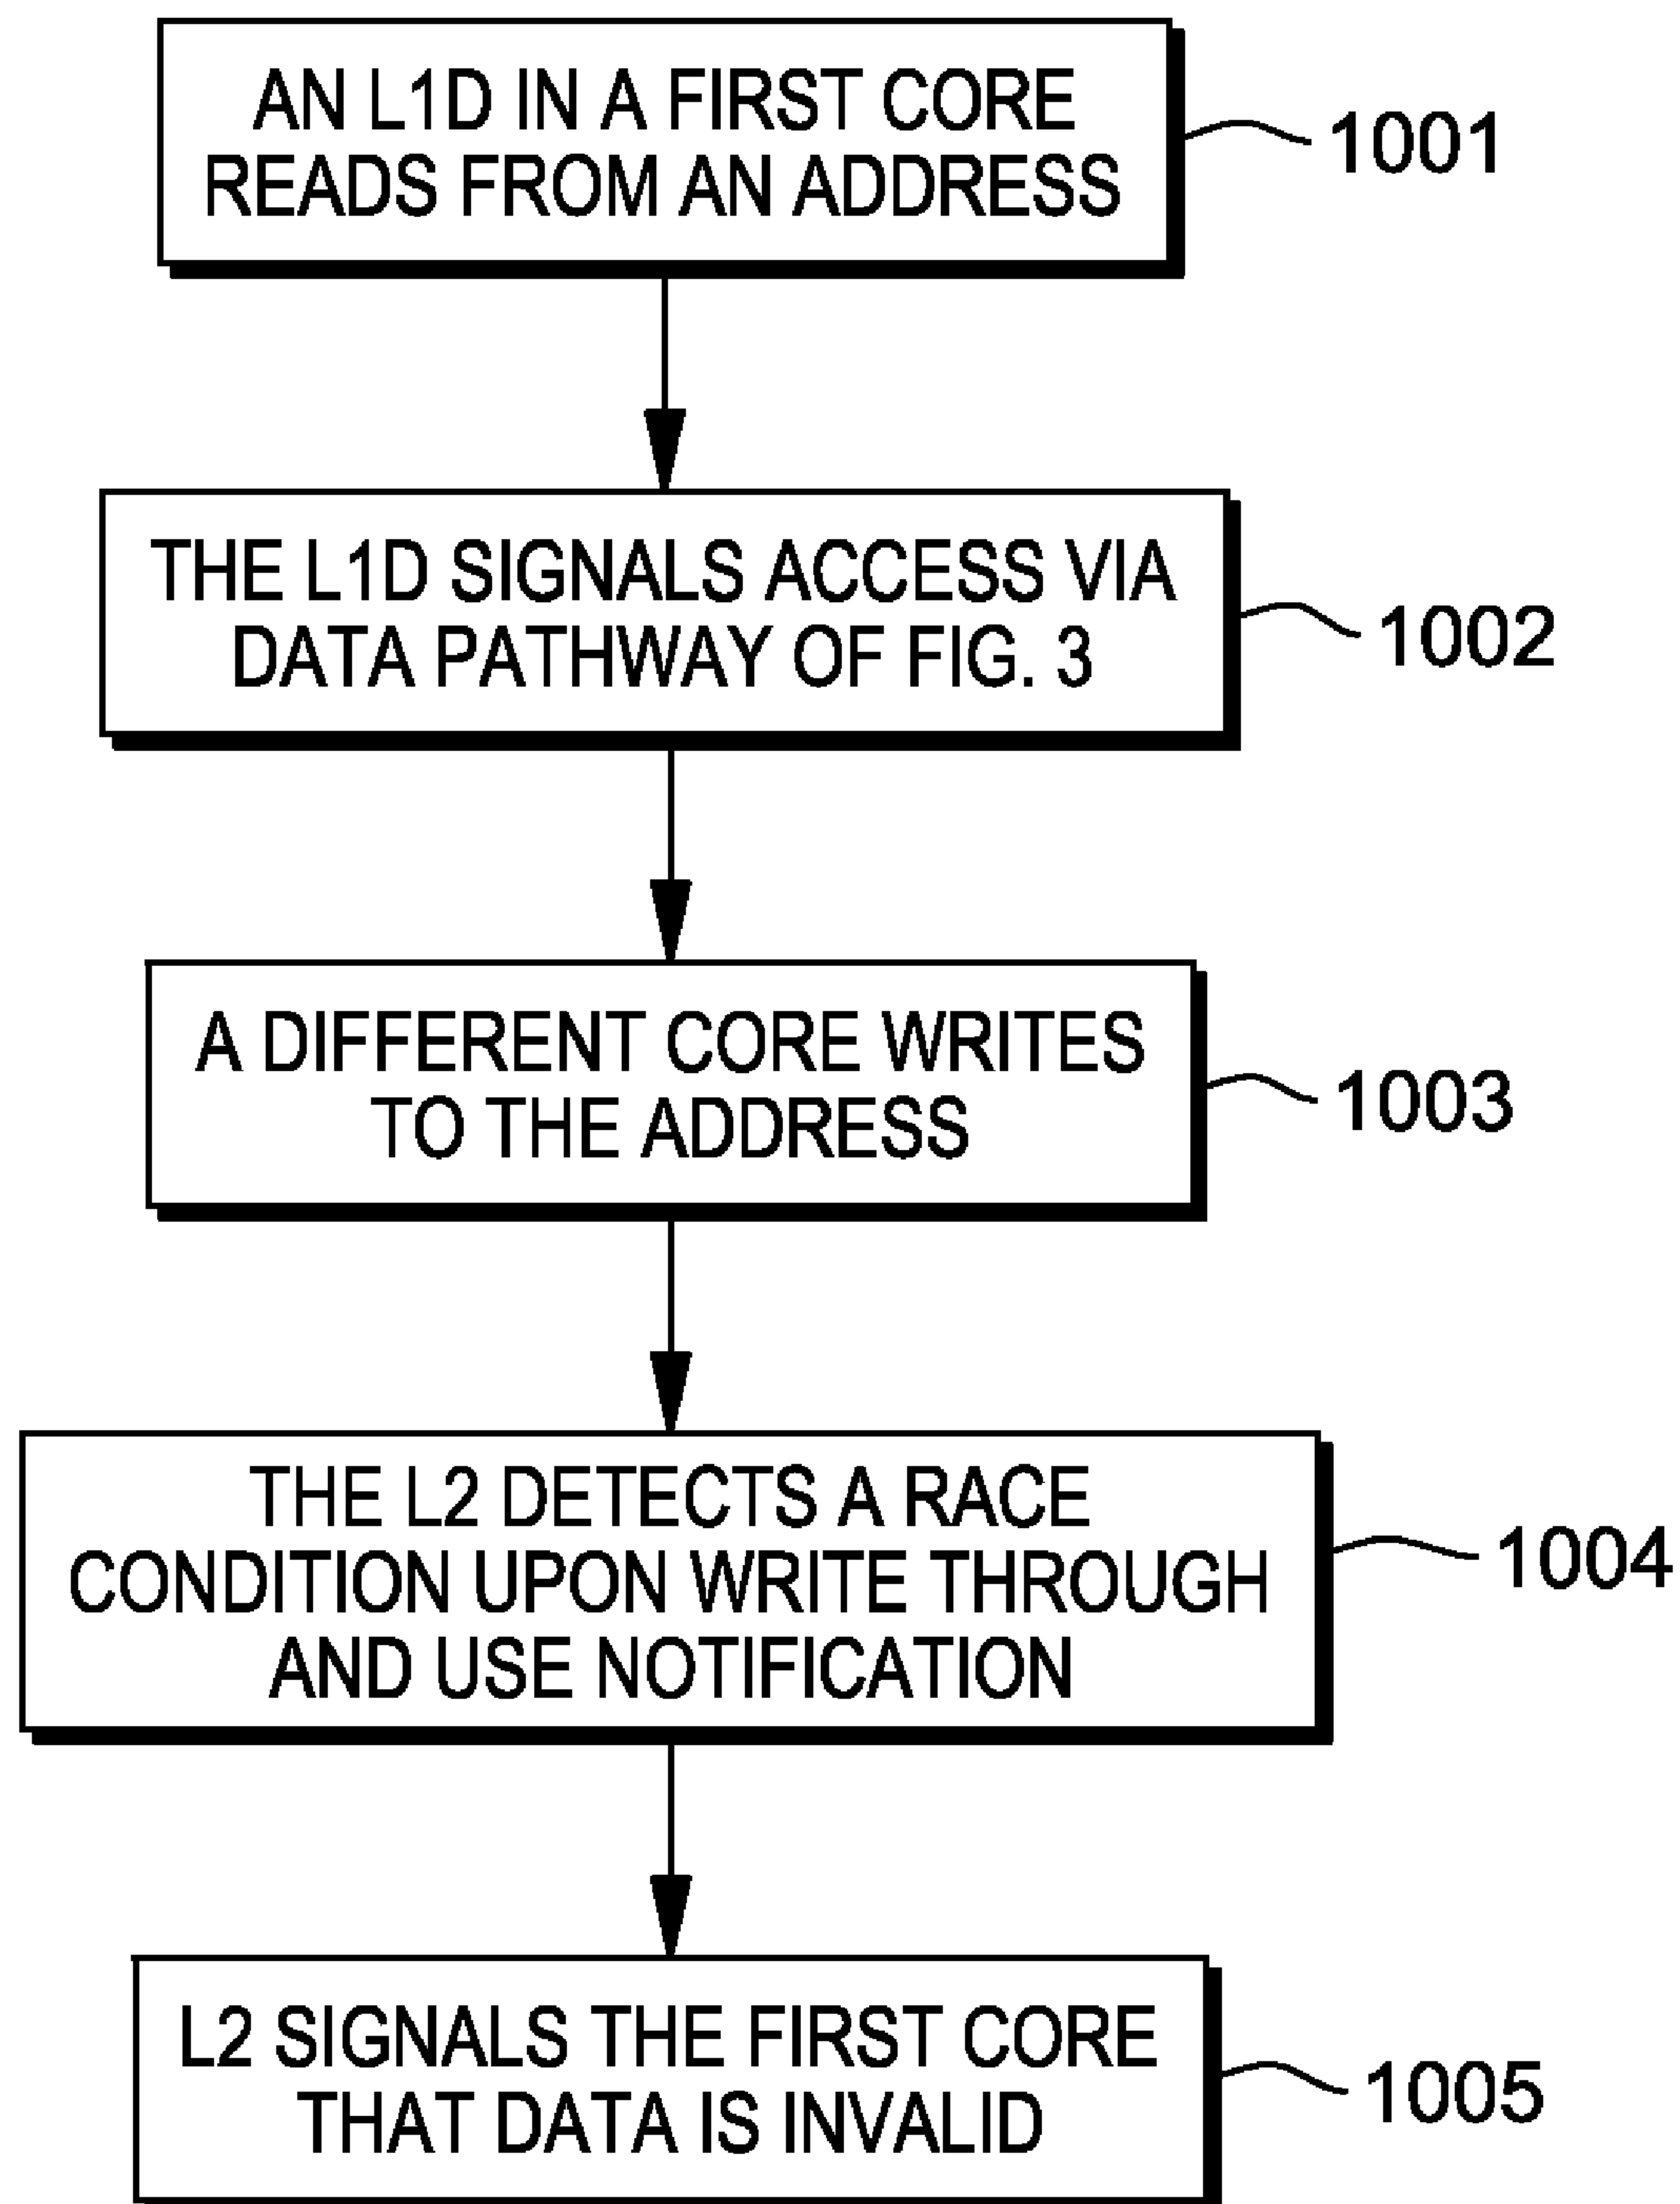 AN L1D IN A FIRST CORE
READS FROM AN ADDRESS
1001
THE L1D SIGNALS ACCESS VIA
DATA PATHWAY OF FIG. 3
1002
A DIFFERENT CORE WRITES
TO THE ADDRESS
1003
THE L2 DETECTS A RACE
CONDITION UPON WRITE THROUGH
AND USE NOTIFICATION
1004
L2 SIGNALS THE FIRST CORE
THAT DATA IS INVALID
1005